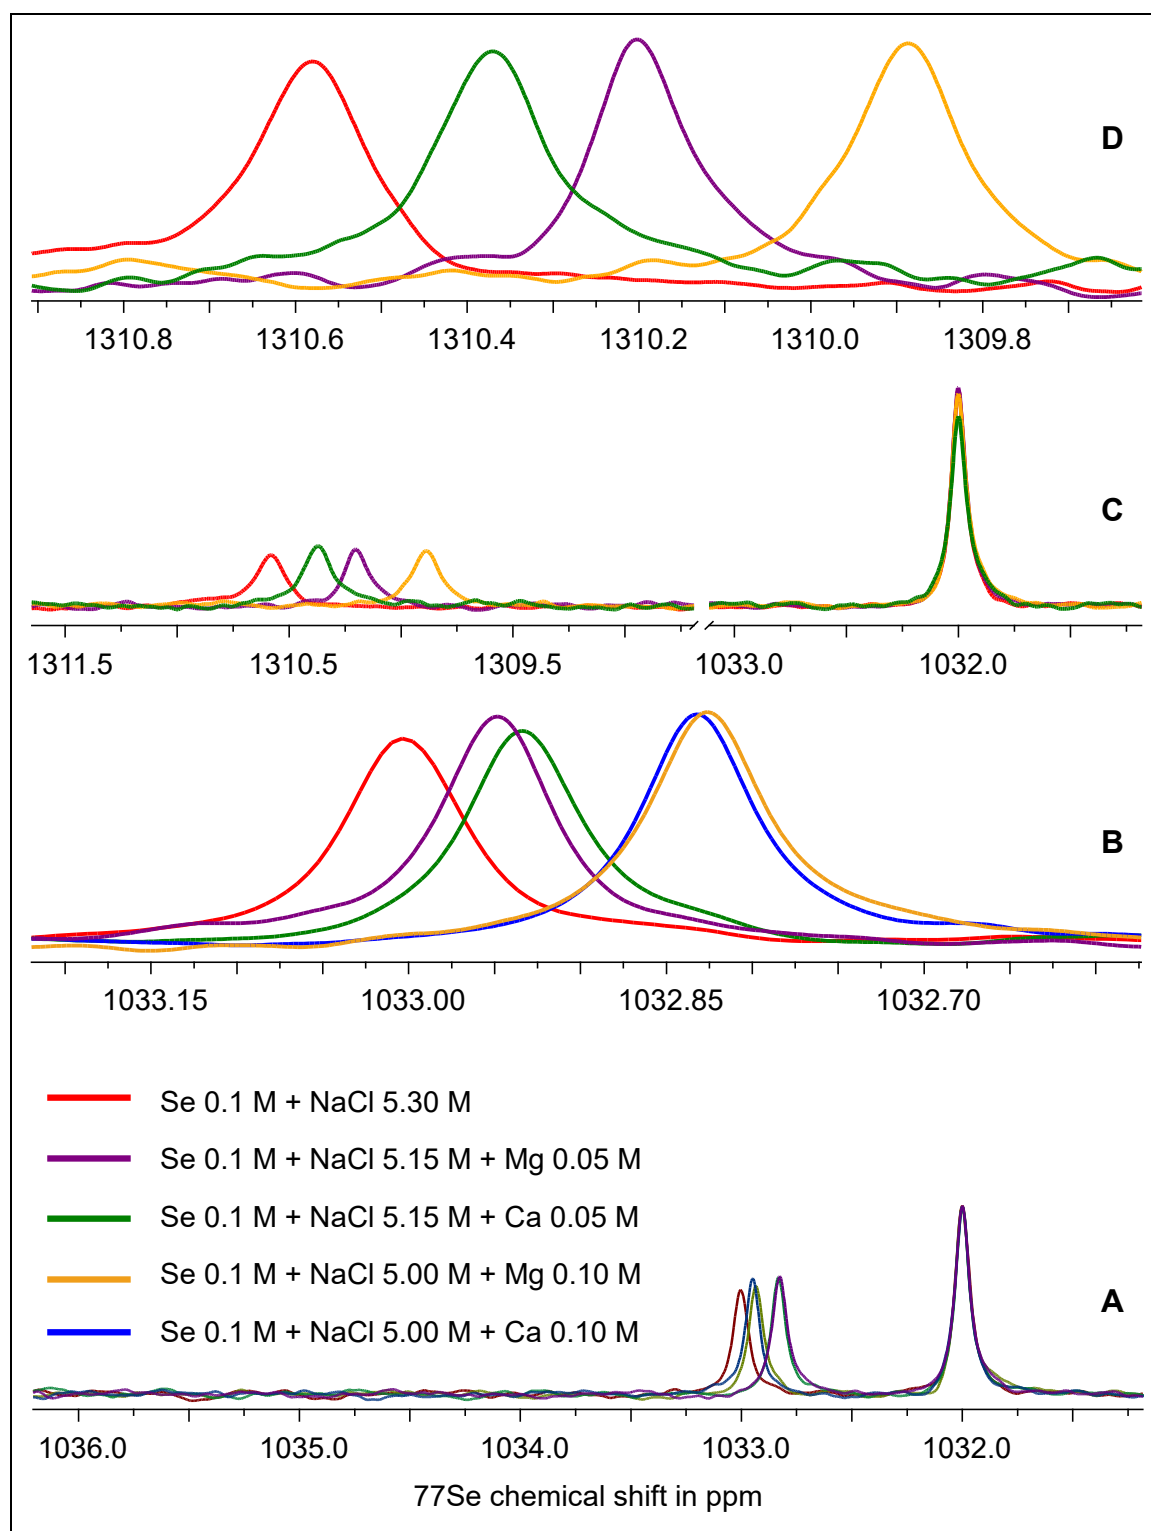 D
1310.8 1310.6 1310.4 1310.2 1310.0 1309.8
C
1311.5 1310.5 1309.5 1033.0 1032.0
B
1033.15 1033.00 1032.85 1032.70
Se 0.1 M + NaCl 5.30 M
Se 0.1 M + NaCl 5.15 M + Mg 0.05 M
Se 0.1 M + NaCl 5.15 M + Ca 0.05 M
Se 0.1 M + NaCl 5.00 M + Mg 0.10 M
Se 0.1 M + NaCl 5.00 M + Ca 0.10 M
A
1036.0 1035.0 1034.0 1033.0 1032.0
77Se chemical shift in ppm